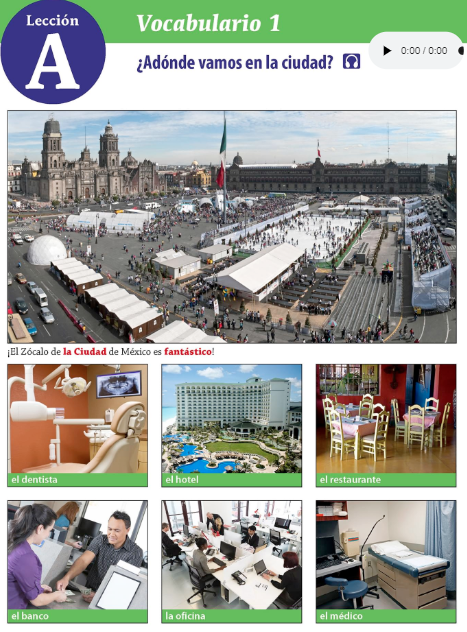 Lección
A
Vocabulario 1
¿Adónde vamos en la ciudad?
0:00 / 0:00
¡El Zócalo de la Ciudad de México es fantástico!
el dentista
el hotel
el restaurante
el banco
la oficina
el médico